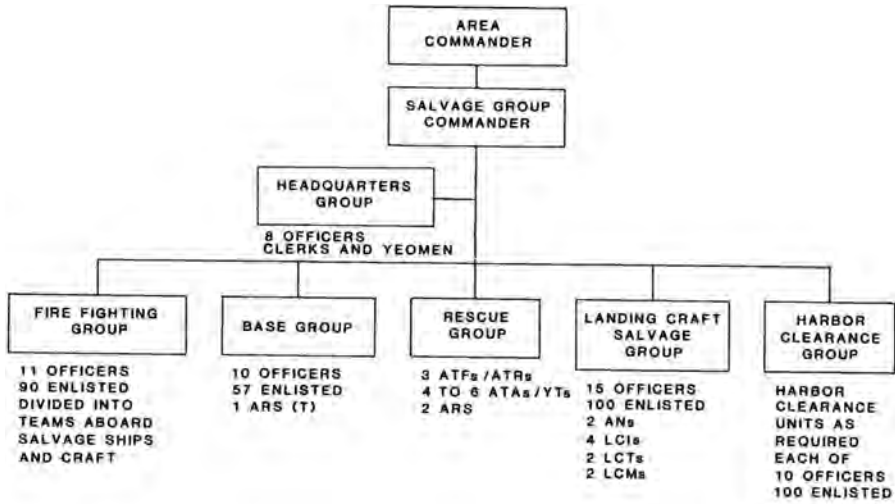 AREA
COMMANDER
SALVAGE GROUP
COMMANDER
HEADQUARTERS
GROUP
8 OFFICERS
CLERKS AND YEOMEN
FIRE FIGHTING
GROUP
11 OFFICERS
90 ENLISTED
DIVIDED INTO
TEAMS ABOARD
SALVAGE SHIPS
AND CRAFT
BASE GROUP
10 OFFICERS
57 ENLISTED
1 ARS (T)
RESCUE
GROUP
3 ATFs/ATRs
4 TO 6 ATAs/YTs
2 ARS
LANDING CRAFT
SALVAGE
GROUP
15 OFFICERS
100 ENLISTED
2 ANs
4 LCIs
2 LCTs
2 LCMs
HARBOR
CLEARANCE
GROUP
HARBOR
CLEARANCE
UNITS AS
REQUIRED
EACH OF
10 OFFICERS
100 ENLISTED